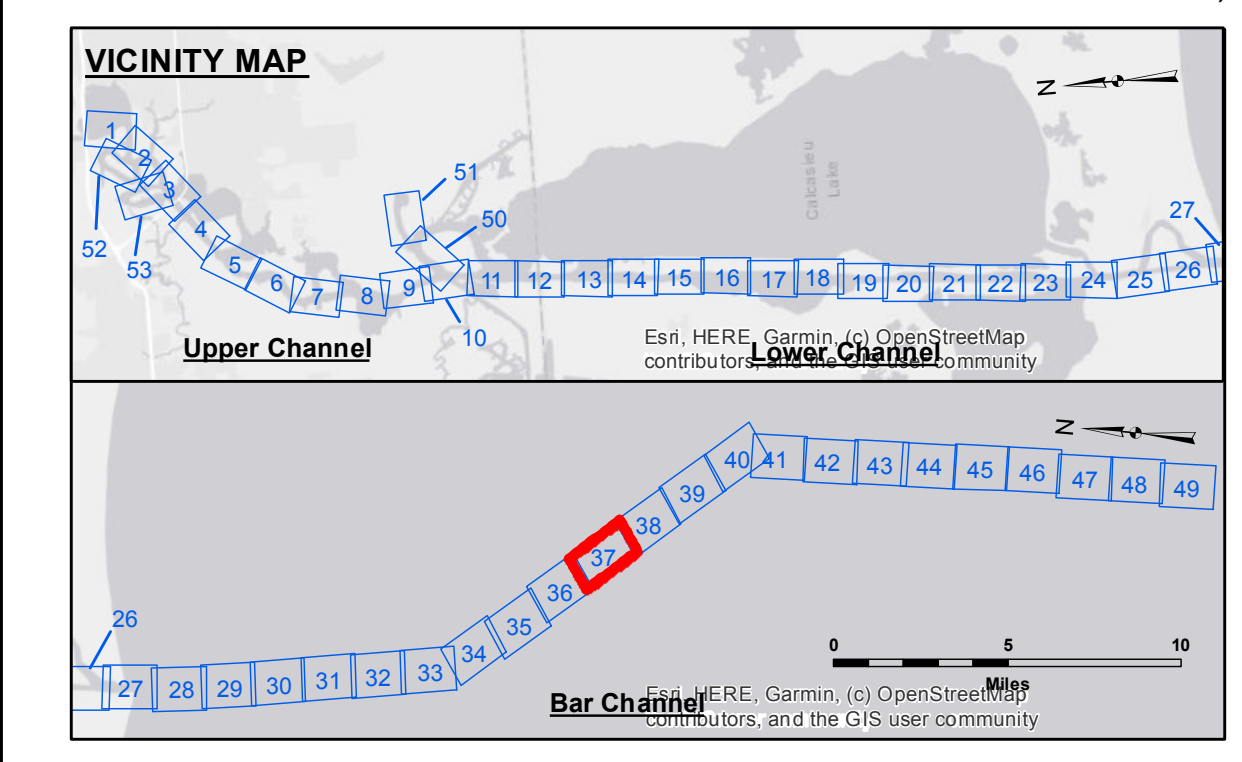 VICINITY MAP
N
1
2
3
52
53
4
5
6
7
8
9
51
50
10
11 12 13 14 15 16 17 18 19 20 21 22 23 24 25 26
27
Calcasieu
Lake
Upper Channel
Lower Channel
Esri, HERE, Garmin, (c) OpenStreetMap
contributors, and the GIS user community
N
26
27 28 29 30 31 32 33
34
35
36
37
38
39
40
41 42 43 44 45 46 47 48 49
0 5 10
Miles
Bar Channel
Esri, HERE, Garmin, (c) OpenStreetMap
contributors, and the GIS user community